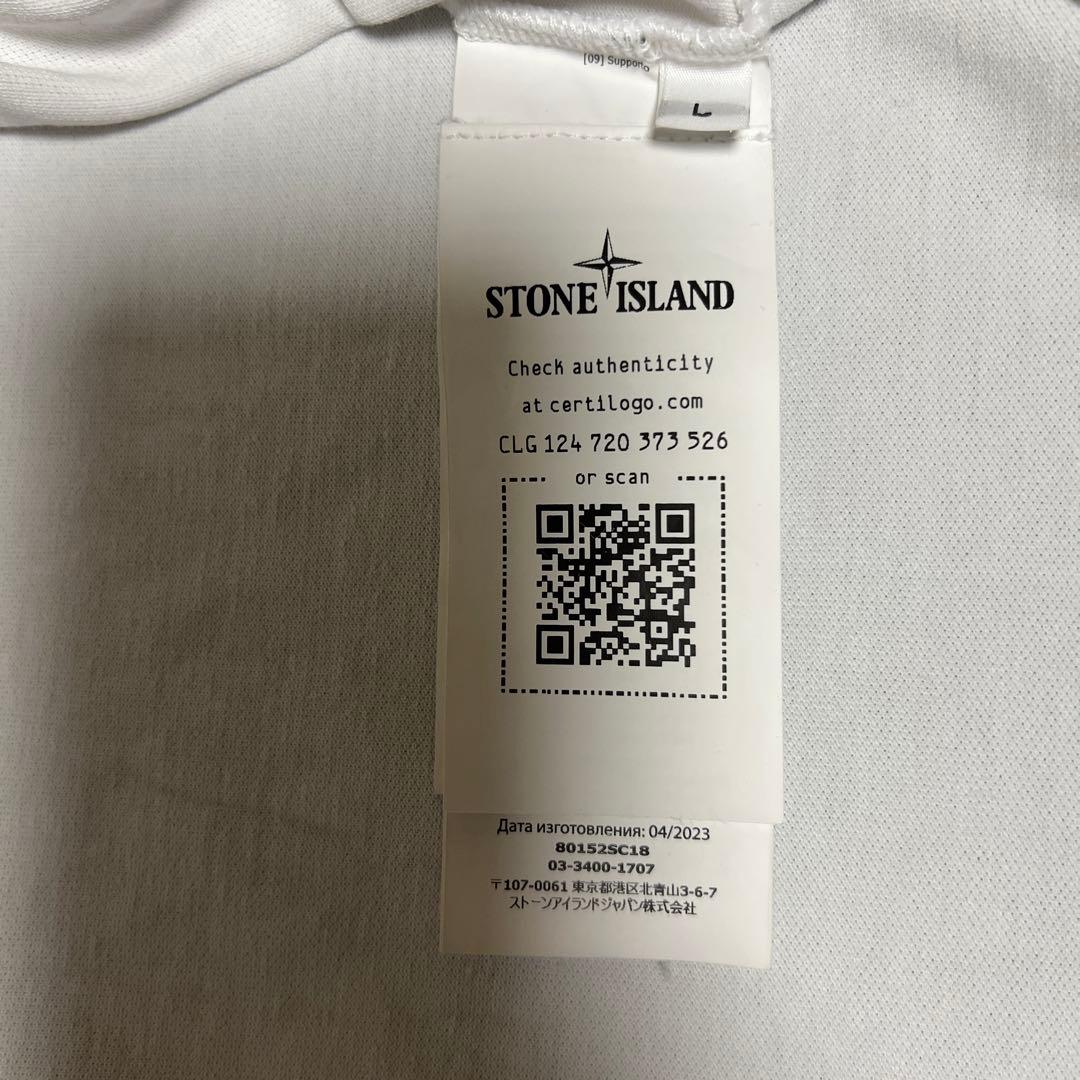 [09] Supporto
L
STONE ISLAND
Check authenticity
at certilogo.com
CLG 124 720 373 526
or scan
Дата изготовления: 04/2023
80152SC18
03-3400-1707
〒107-0061 東京都港区北青山3-6-7
ストーンアイランドジャパン株式会社